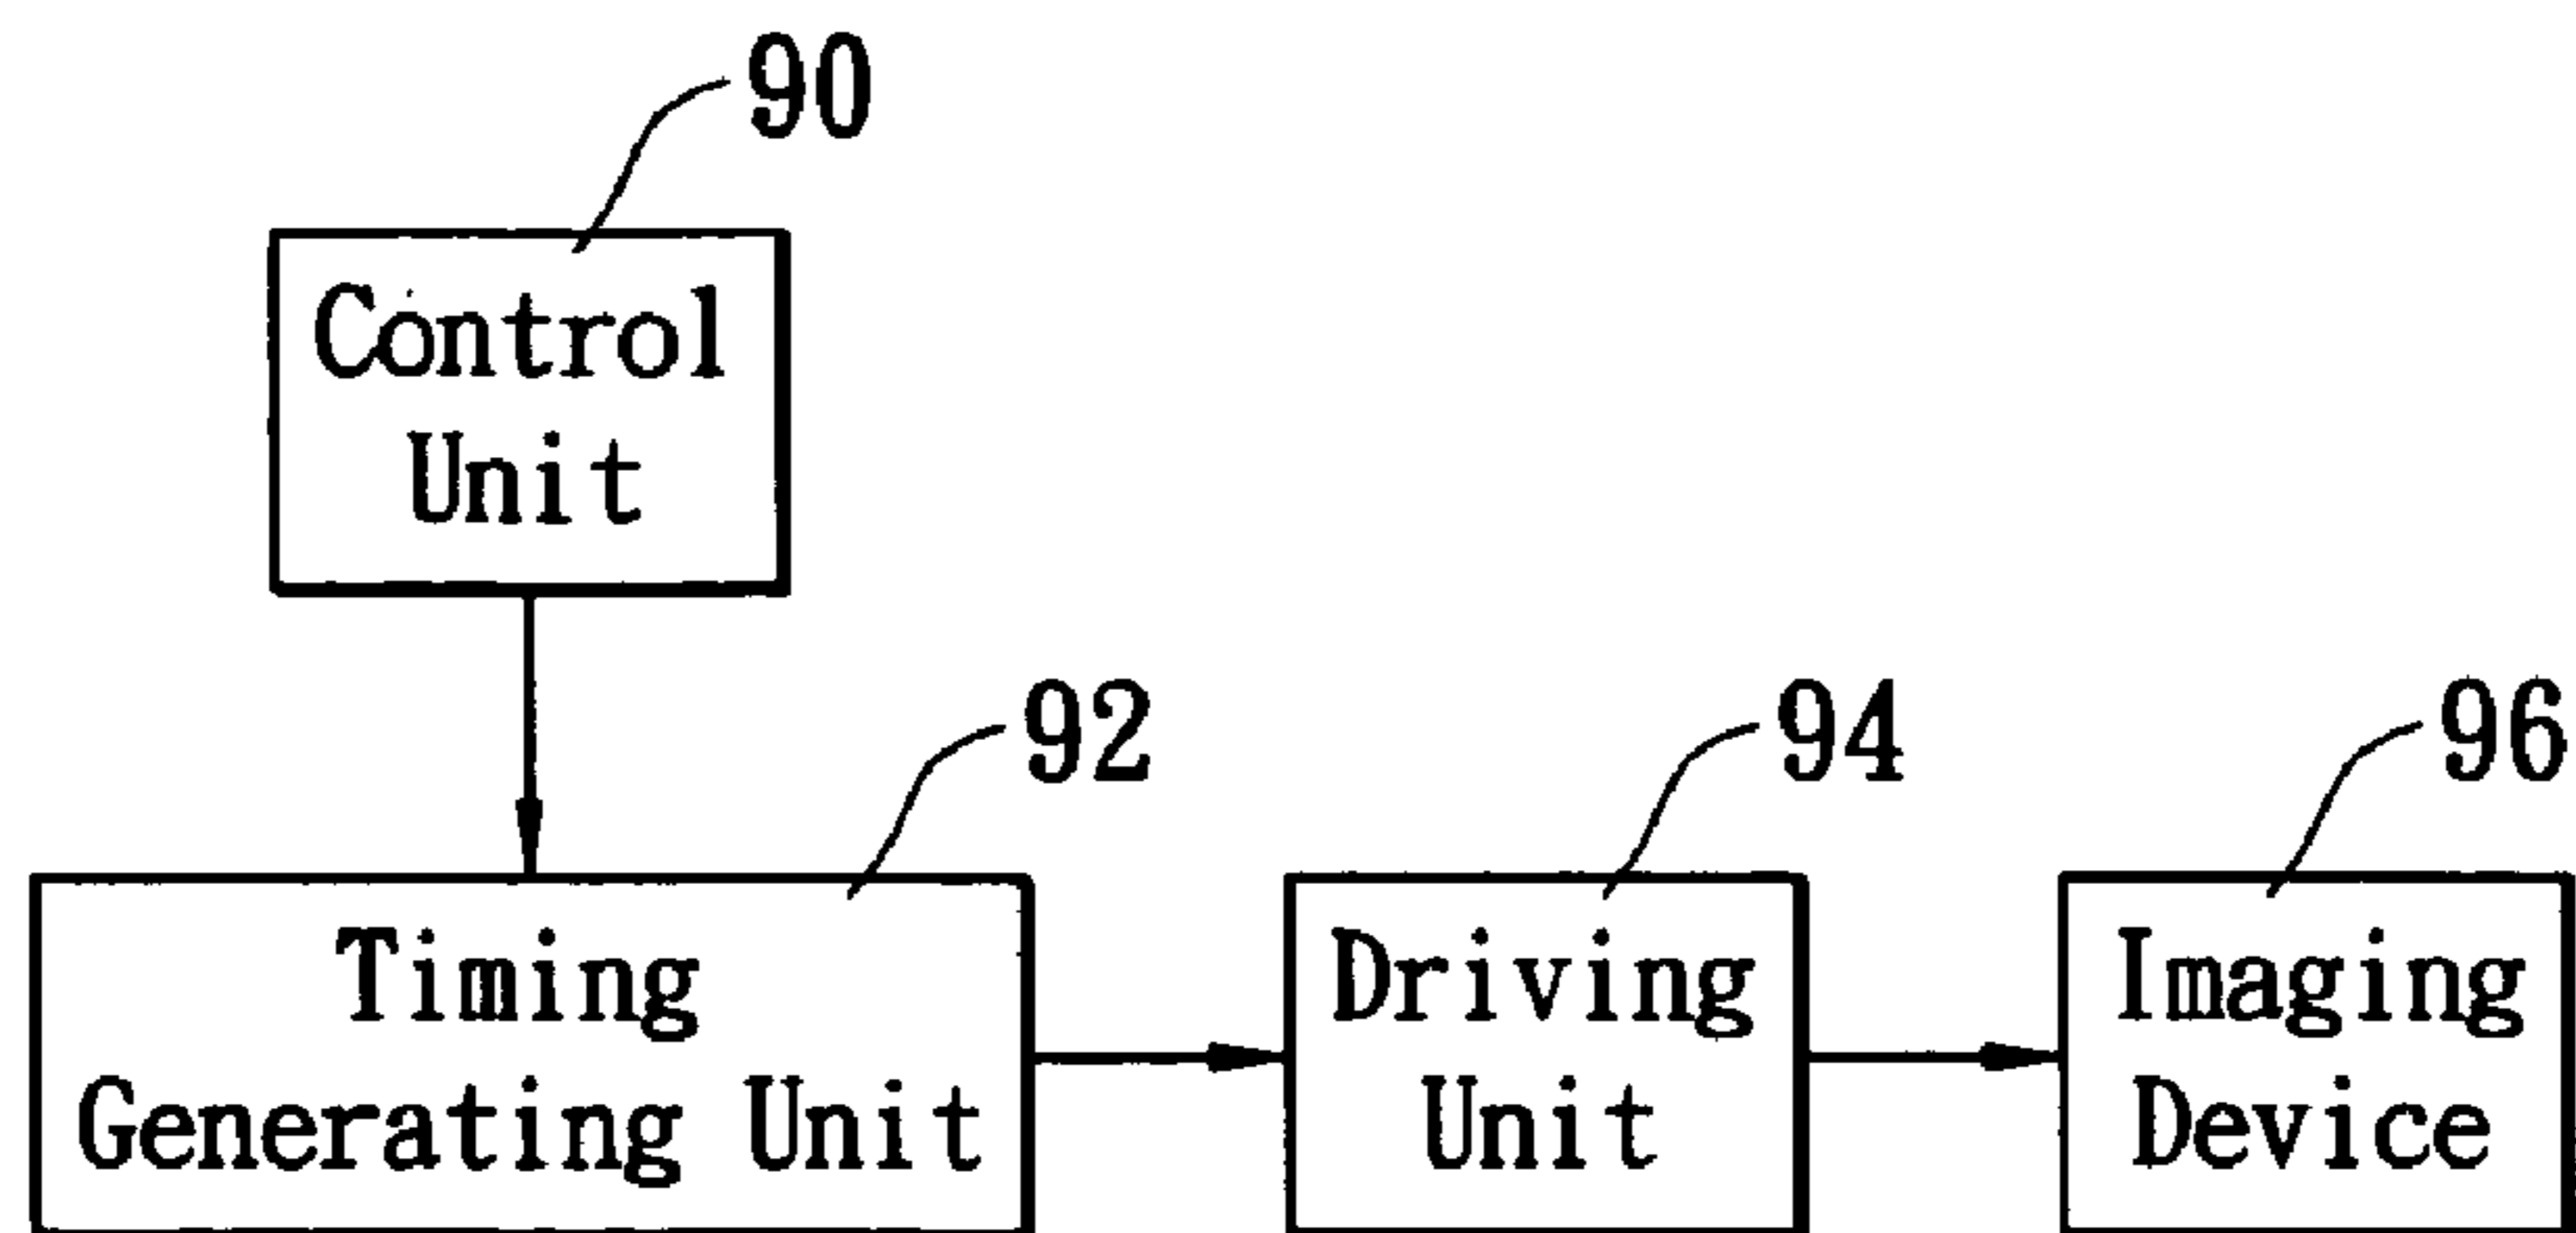 90
Control
Unit
92
94
96
Timing
Generating Unit
Driving
Unit
Imaging
Device